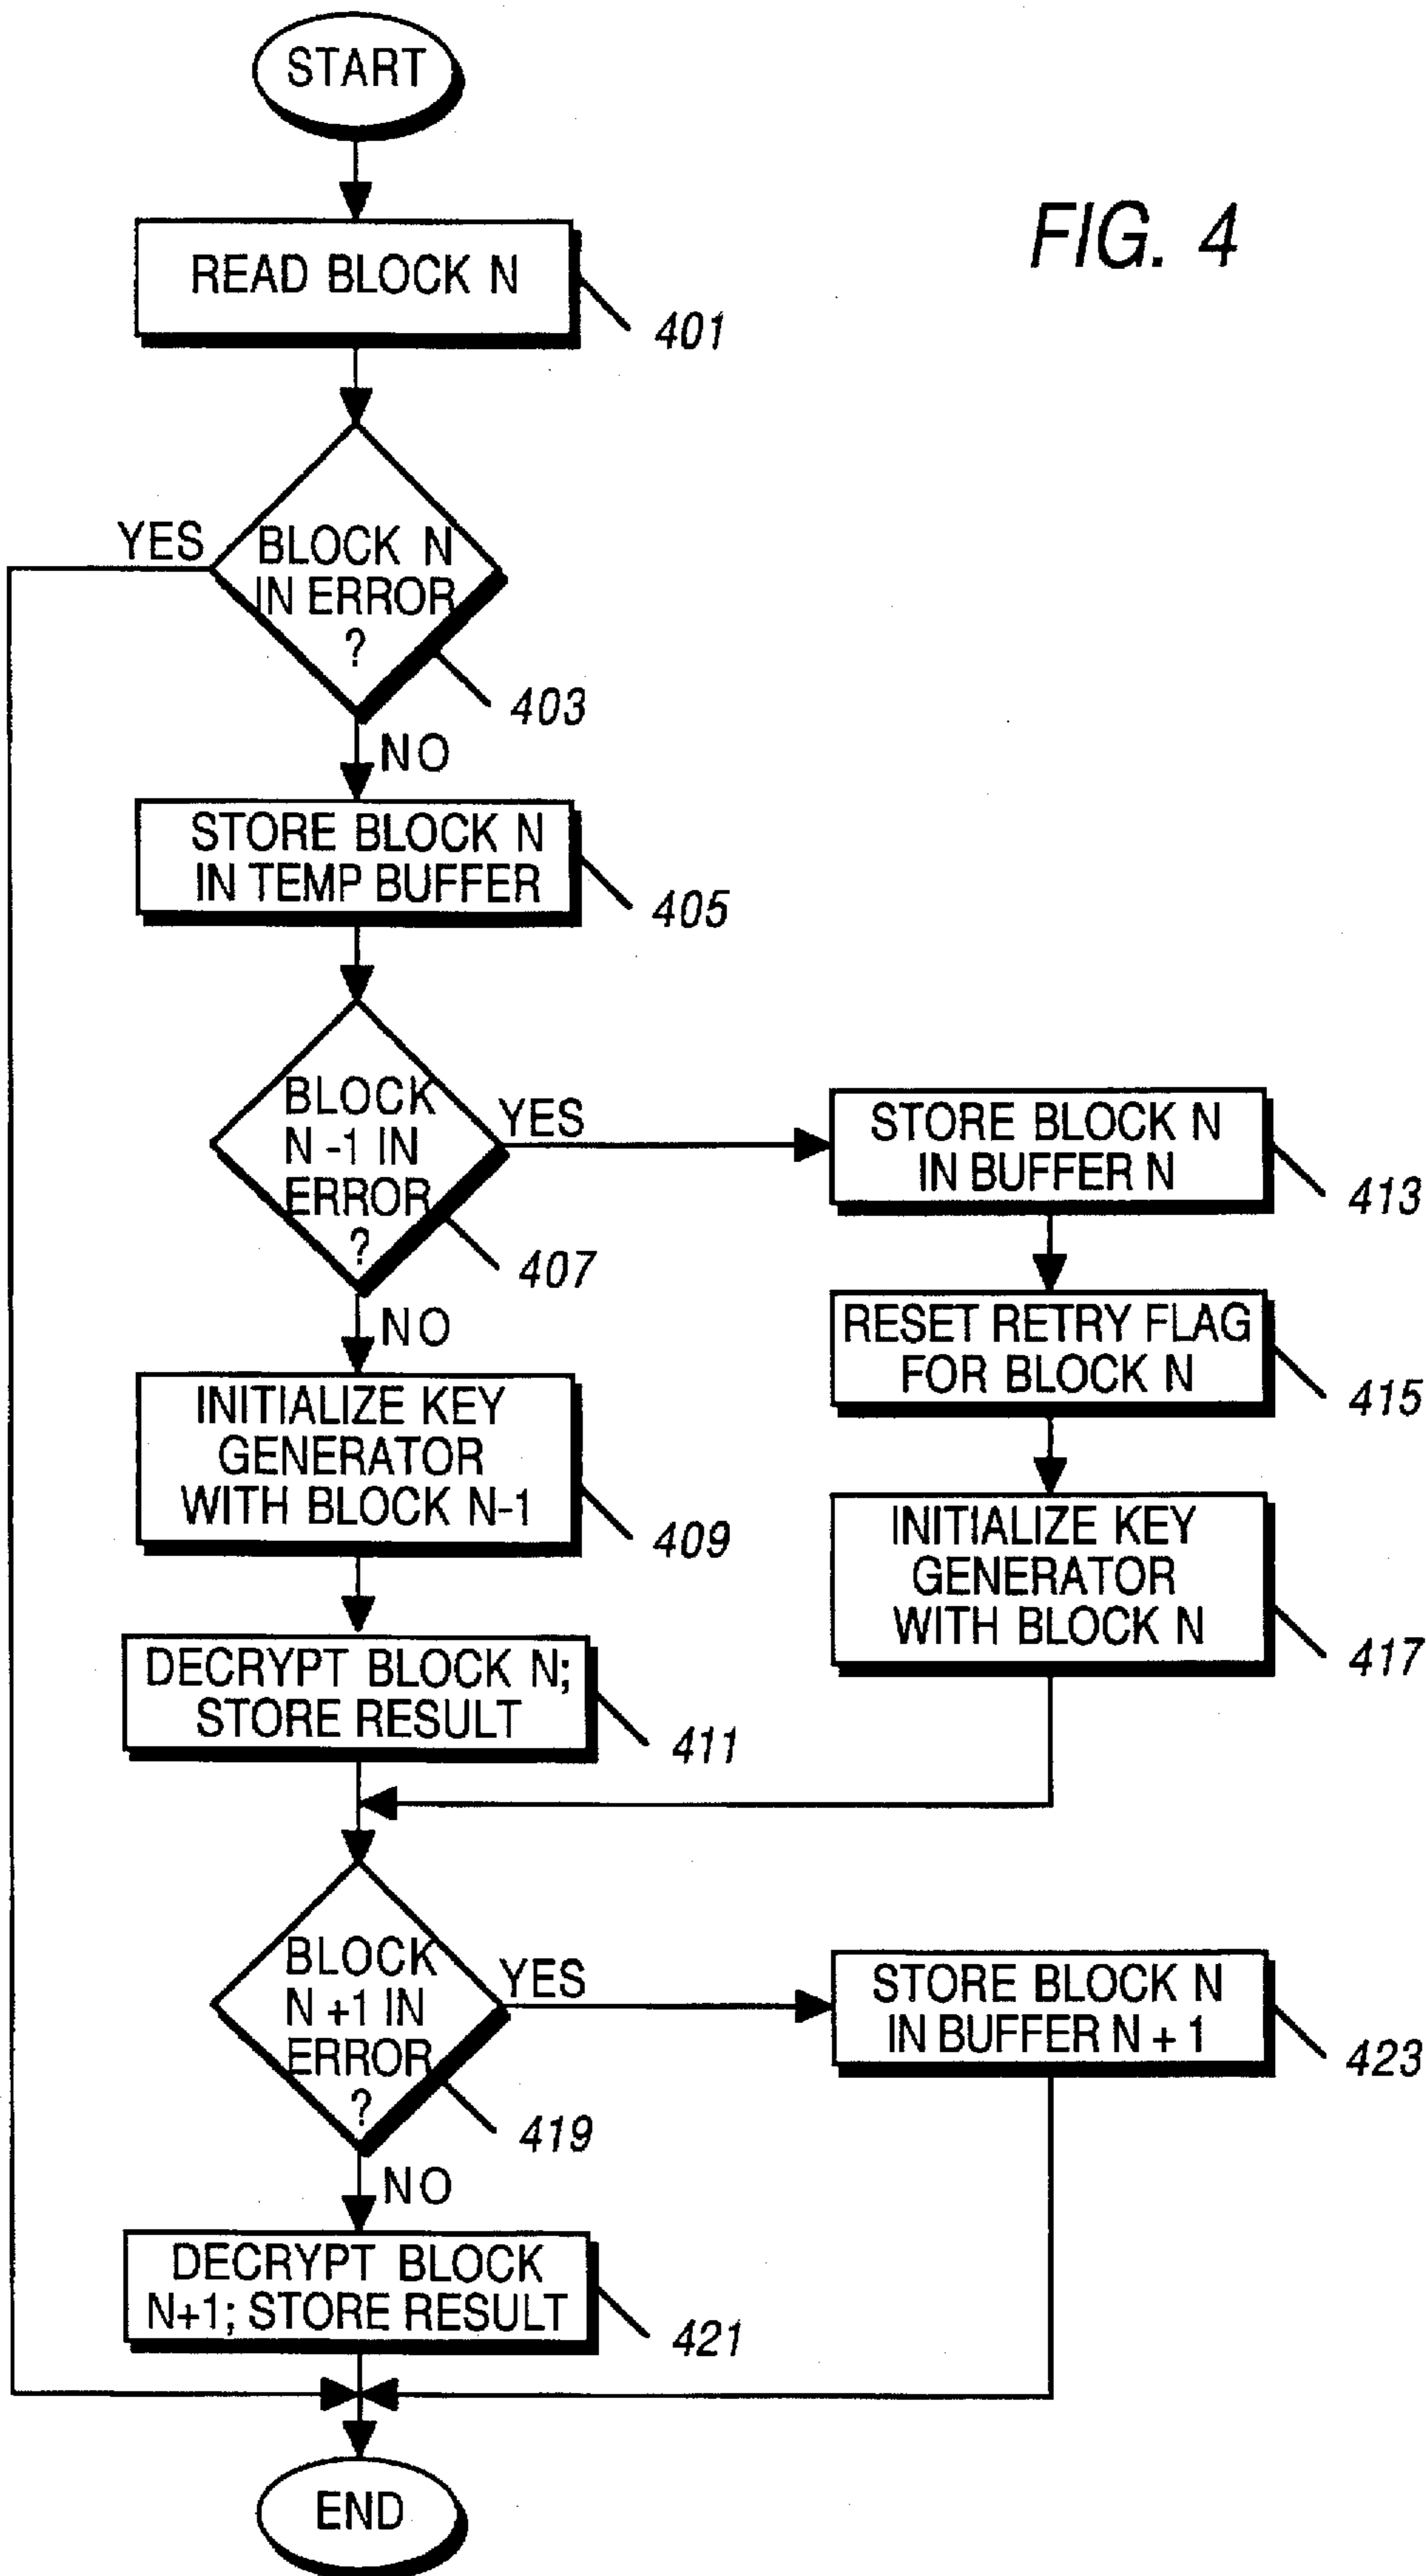 START
FIG. 4
READ BLOCK N
401
YES
BLOCK N
IN ERROR
?
403
NO
STORE BLOCK N
IN TEMP BUFFER
405
BLOCK
N -1 IN
ERROR
?
407
YES
STORE BLOCK N
IN BUFFER N
413
NO
RESET RETRY FLAG
FOR BLOCK N
415
INITIALIZE KEY
GENERATOR
WITH BLOCK N-1
409
INITIALIZE KEY
GENERATOR
WITH BLOCK N
417
DECRYPT BLOCK N;
STORE RESULT
411
BLOCK
N +1 IN
ERROR
?
419
YES
STORE BLOCK N
IN BUFFER N + 1
423
NO
DECRYPT BLOCK
N+1; STORE RESULT
421
END